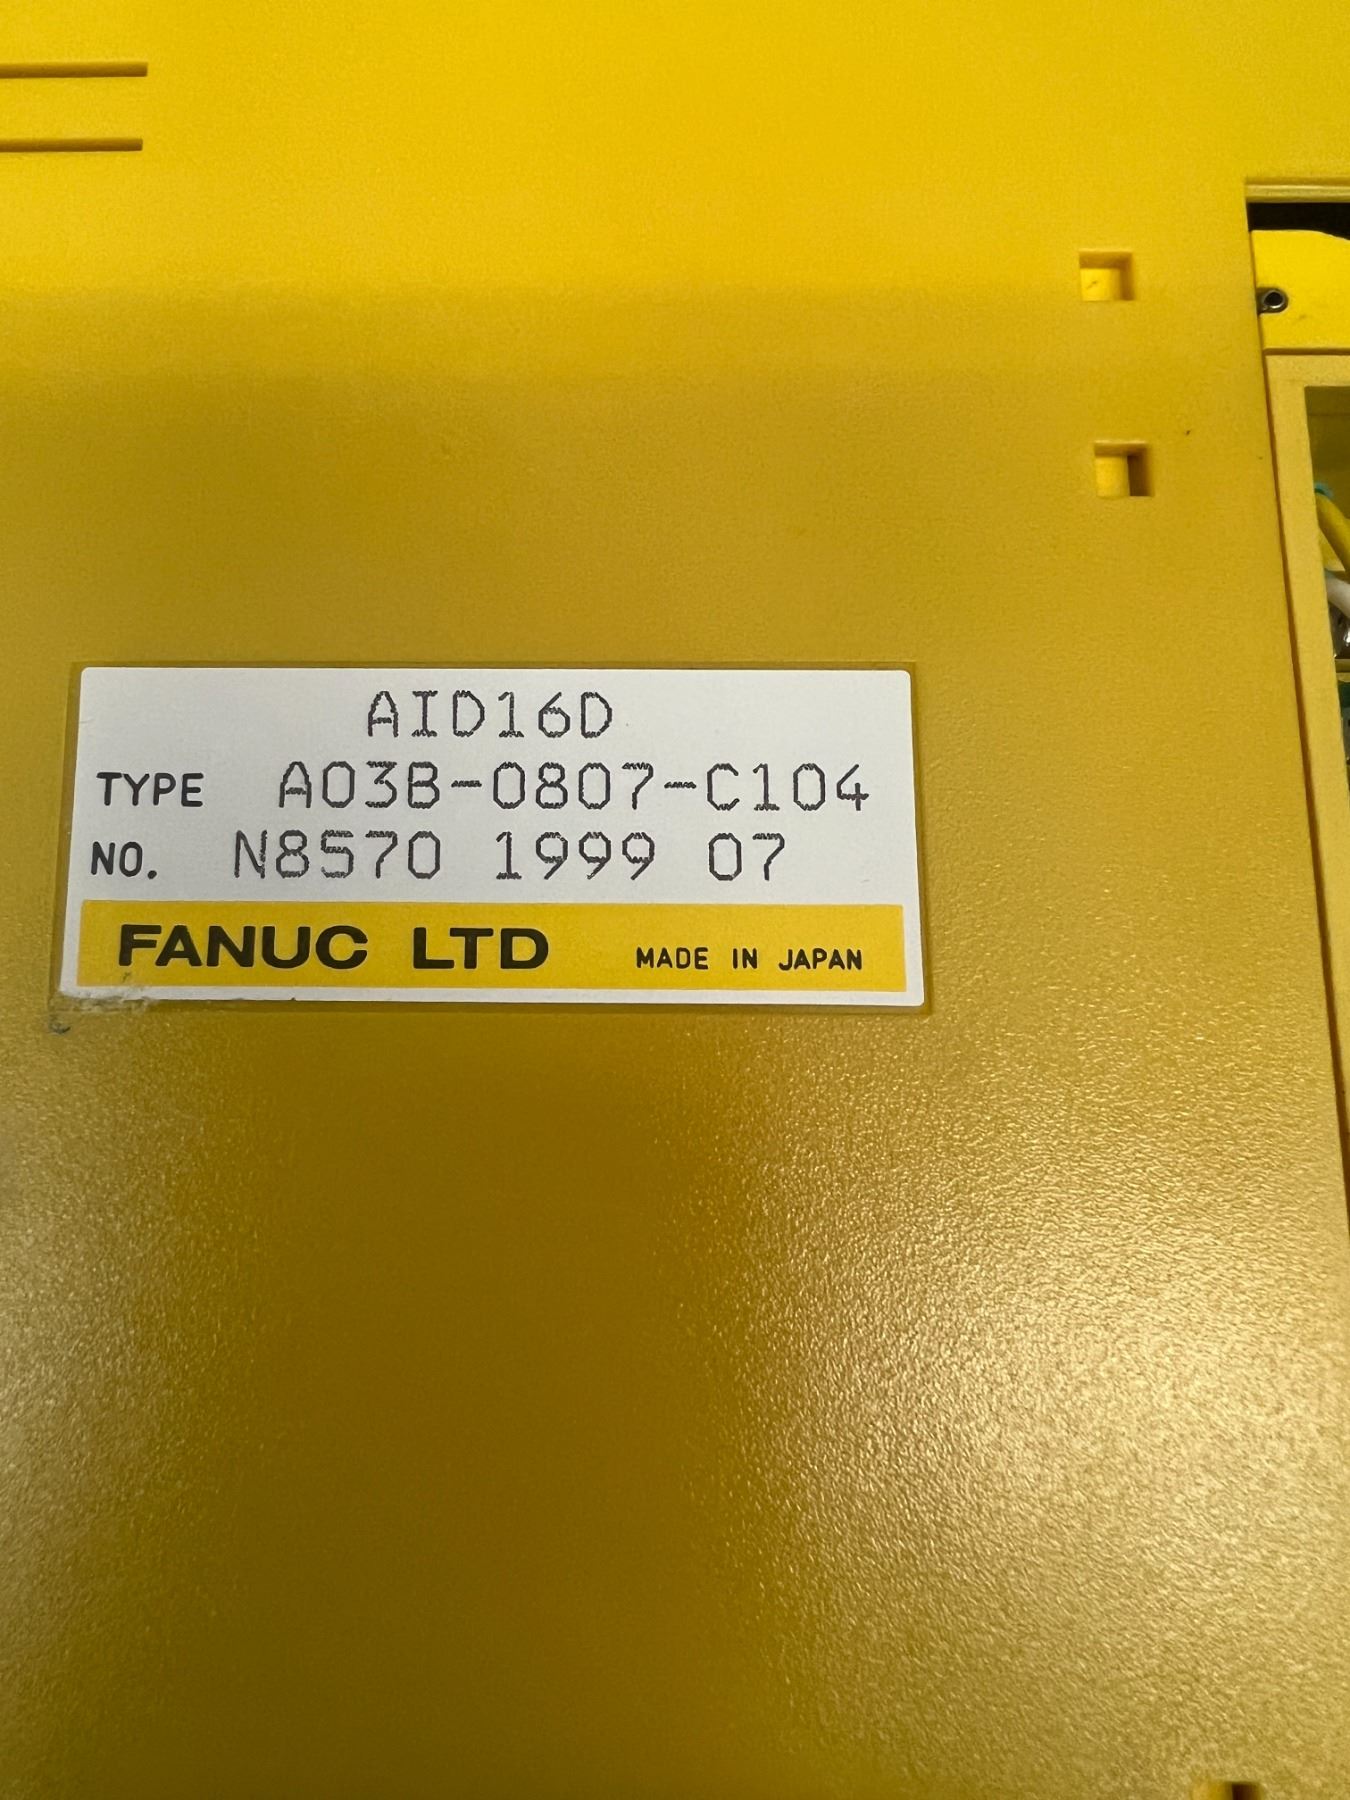 AID16D
TYPE A03B-0807-C104
NO. N8570 1999 07
FANUC LTD MADE IN JAPAN